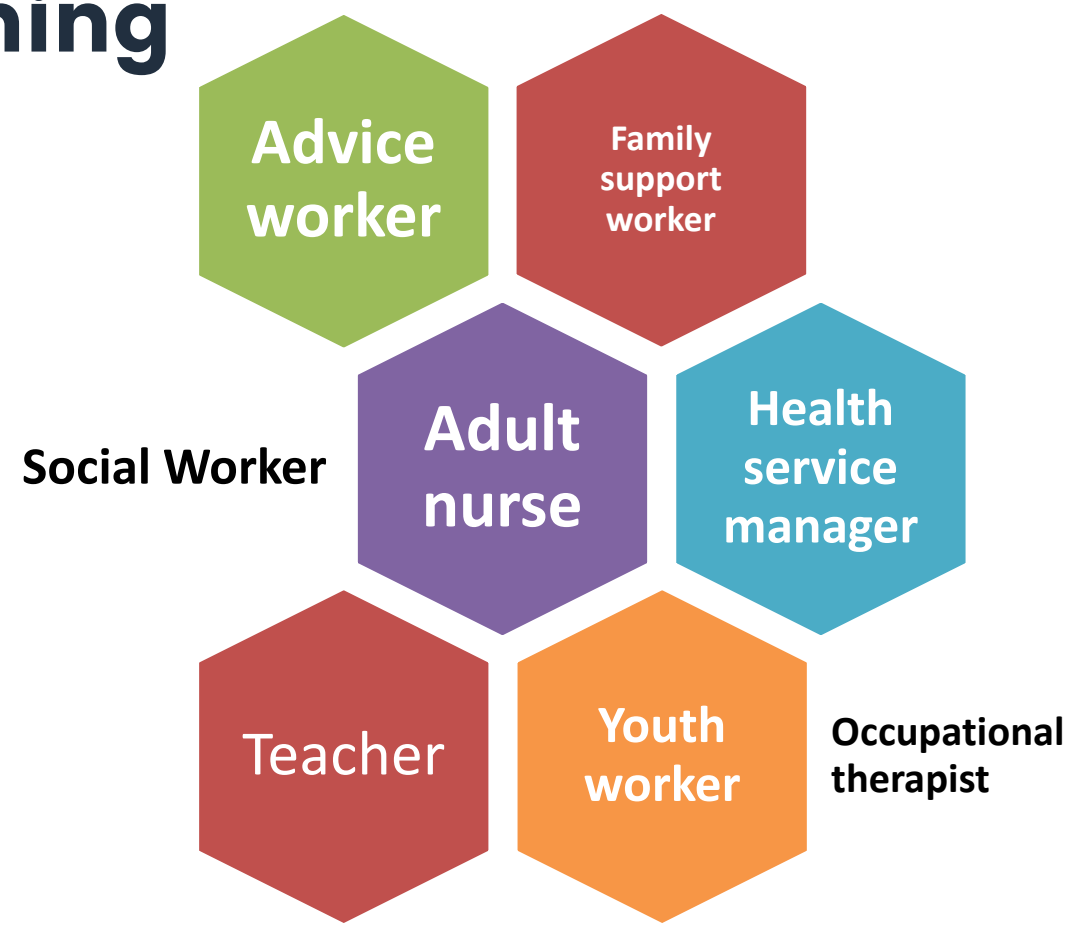 ning
Advice
worker
Family
support
worker
Social Worker
Adult
nurse
Health
service
manager
Teacher
Youth
worker
Occupational
therapist